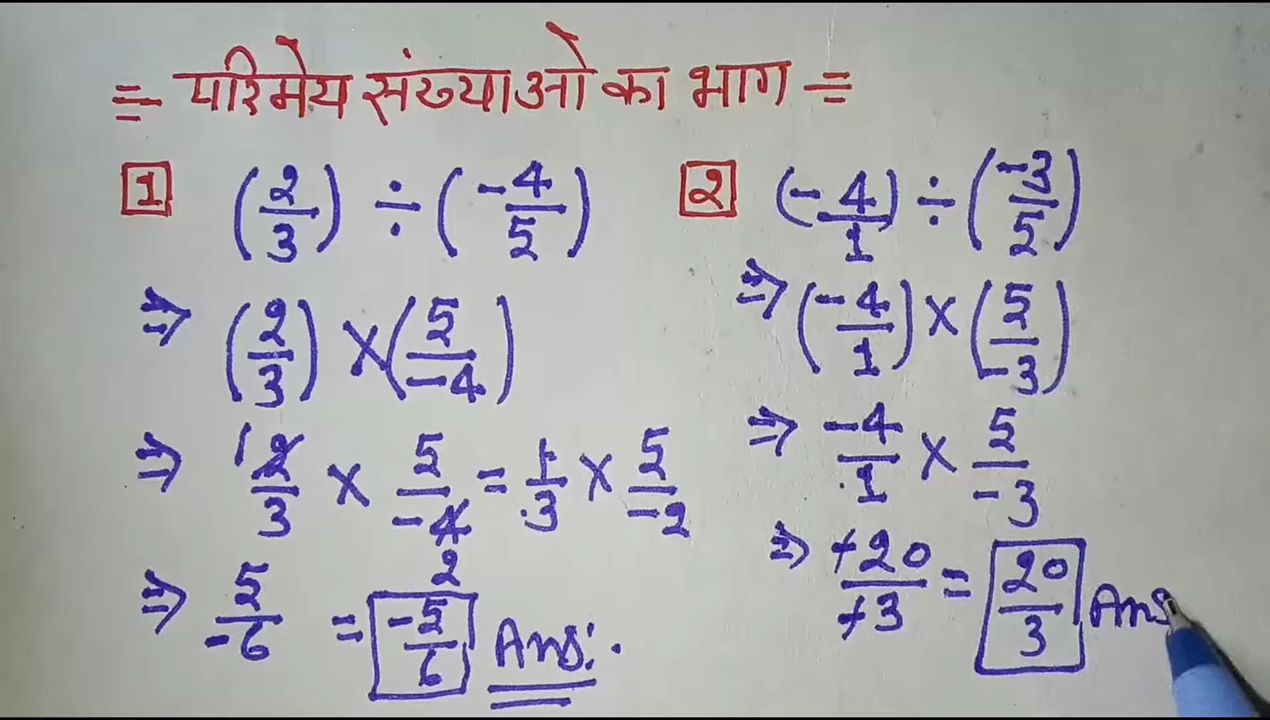 = परिमेय संख्याओ का भाग =
1 (2/3) ÷ (-4/5)
⇒ (2/3) × (5/-4)
⇒ 1 2/3 × 5/-4 2 = 1/3 × 5/-2
⇒ 5/-6 = -5/6 Ans:.
2 (-4/1) ÷ (-3/5)
⇒ (-4/1) × (5/-3)
⇒ -4/1 × 5/-3
⇒ +20/+3 = 20/3 Ans